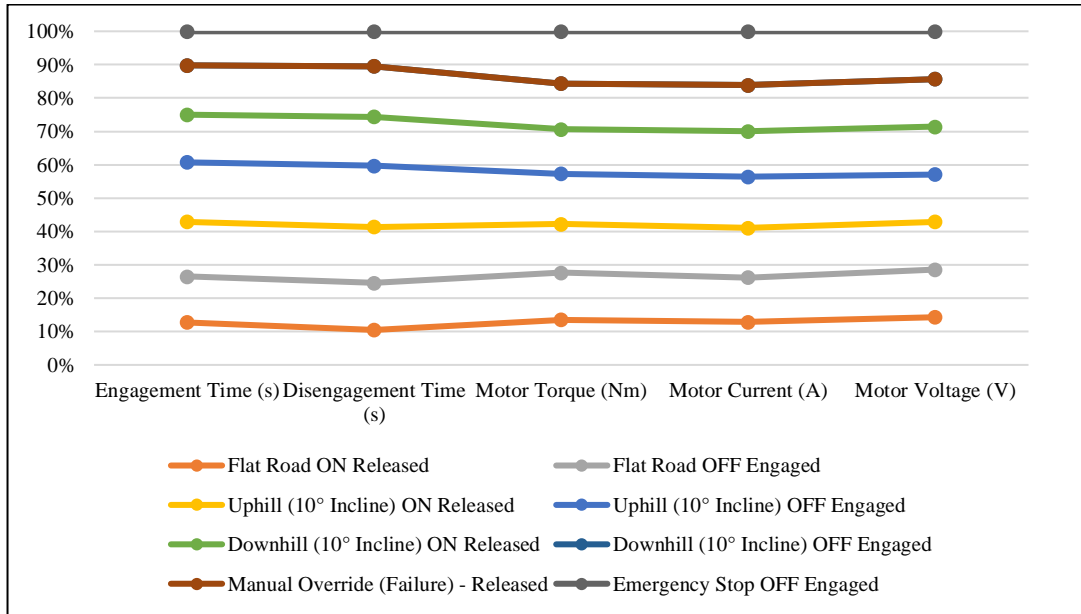 100%
90%
80%
70%
60%
50%
40%
30%
20%
10%
0%
Engagement Time (s) Disengagement Time Motor Torque (Nm) Motor Current (A) Motor Voltage (V)
(s)
Flat Road ON Released Flat Road OFF Engaged
Uphill (10° Incline) ON Released Uphill (10° Incline) OFF Engaged
Downhill (10° Incline) ON Released Downhill (10° Incline) OFF Engaged
Manual Override (Failure) - Released Emergency Stop OFF Engaged